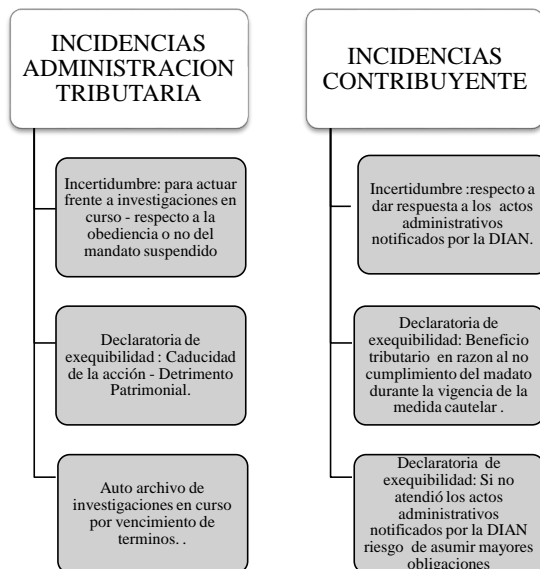 INCIDENCIAS
ADMINISTRACION
TRIBUTARIA
Incertidumbre: para actuar
frente a investigaciones en
curso - respecto a la
obediencia o no del
mandato suspendido
Declaratoria de
exequibilidad : Caducidad
de la acción - Detrimento
Patrimonial.
Auto archivo de
investigaciones en curso
por vencimiento de
terminos. .
INCIDENCIAS
CONTRIBUYENTE
Incertidumbre :respecto a
dar respuesta a los actos
administrativos
notificados por la DIAN.
Declaratoria de
exequibilidad: Beneficio
tributario en razon al no
cumplimiento del madato
durante la vigencia de la
medida cautelar .
Declaratoria de
exequibilidad: Si no
atendió los actos
administrativos
notificados por la DIAN
riesgo de asumir mayores
obligaciones